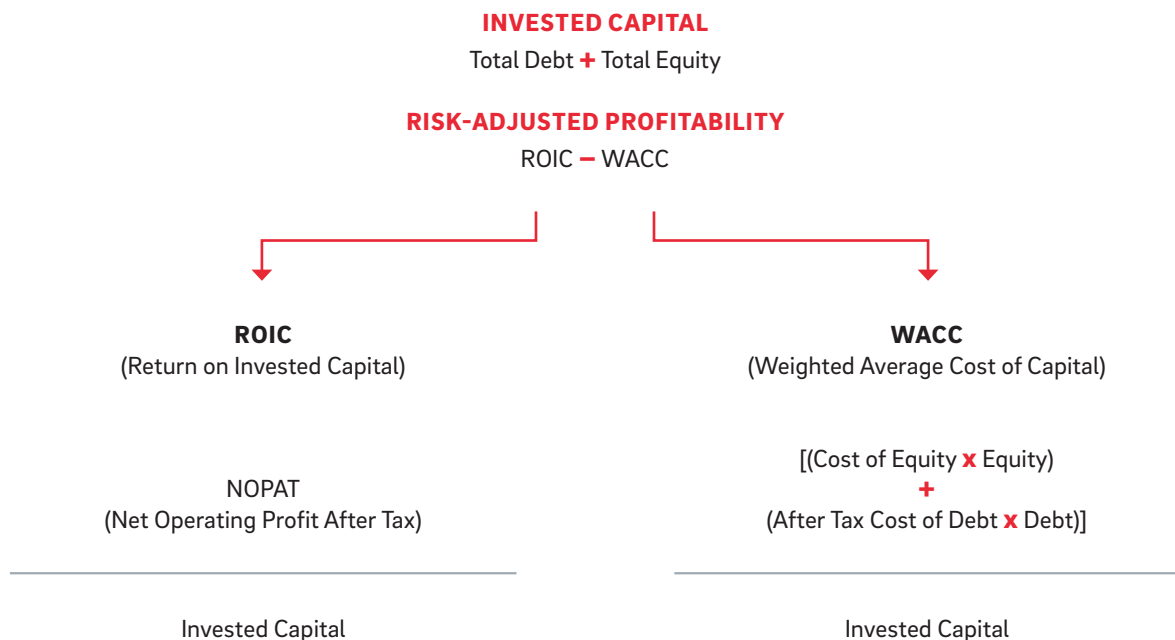 INVESTED CAPITAL
Total Debt + Total Equity
RISK-ADJUSTED PROFITABILITY
ROIC − WACC
ROIC
(Return on Invested Capital)
NOPAT
(Net Operating Profit After Tax)
Invested Capital
WACC
(Weighted Average Cost of Capital)
[(Cost of Equity x Equity)
+
(After Tax Cost of Debt x Debt)]
Invested Capital